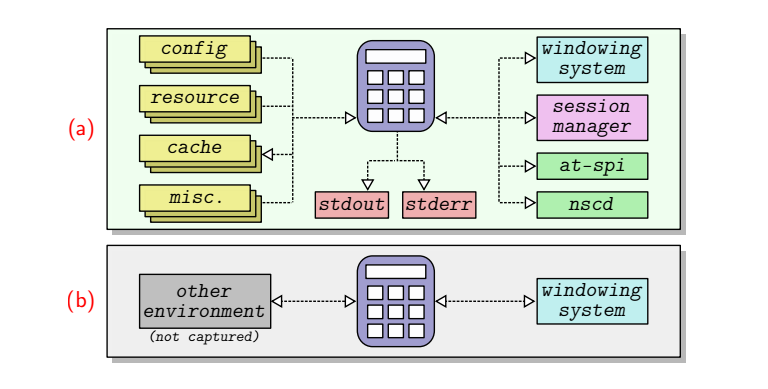 (a)
config
resource
cache
misc.
stdout
stderr
windowing
system
session
manager
at-spi
nscd
(b)
other
environment
(not captured)
windowing
system